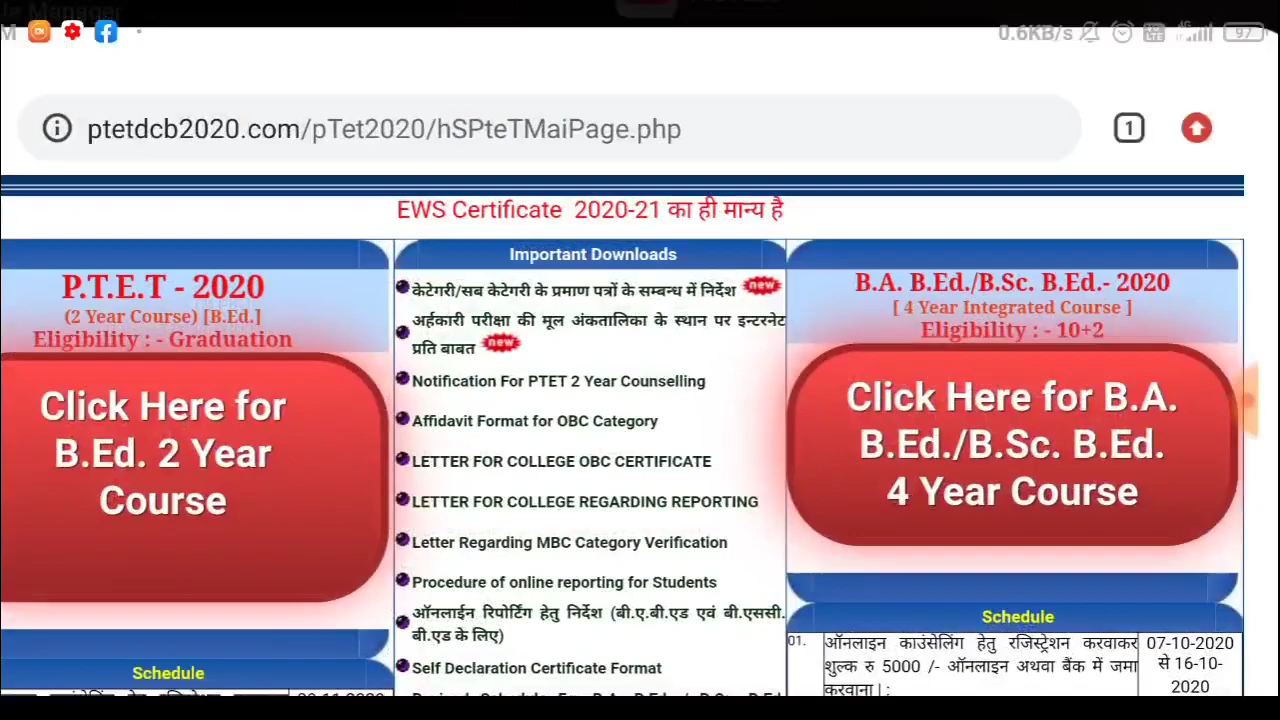 0.6KB/s
97
ptetdcb2020.com/pTet2020/hSPteTMaiPage.php
1
EWS Certificate 2020-21 का ही मान्य है
P.T.E.T - 2020
(2 Year Course) [B.Ed.]
Eligibility : - Graduation
Click Here for
B.Ed. 2 Year
Course
Schedule
Important Downloads
केटेगरी/सब केटेगरी के प्रमाण पत्रों के सम्बन्ध में निर्देश new
अर्हकारी परीक्षा की मूल अंकतालिका के स्थान पर इन्टरनेट
प्रति बाबत new
Notification For PTET 2 Year Counselling
Affidavit Format for OBC Category
LETTER FOR COLLEGE OBC CERTIFICATE
LETTER FOR COLLEGE REGARDING REPORTING
Letter Regarding MBC Category Verification
Procedure of online reporting for Students
ऑनलाईन रिपोर्टिंग हेतु निर्देश (बी.ए.बी.एड एवं बी.एससी.
बी.एड के लिए)
Self Declaration Certificate Format
B.A. B.Ed./B.Sc. B.Ed.- 2020
[ 4 Year Integrated Course ]
Eligibility : - 10+2
Click Here for B.A.
B.Ed./B.Sc. B.Ed.
4 Year Course
Schedule
01. ऑनलाइन काउंसेलिंग हेतु रजिस्ट्रेशन करवाकर 07-10-2020
शुल्क रु 5000 /- ऑनलाइन अथवा बैंक में जमा से 16-10-
करवाना | ; 2020